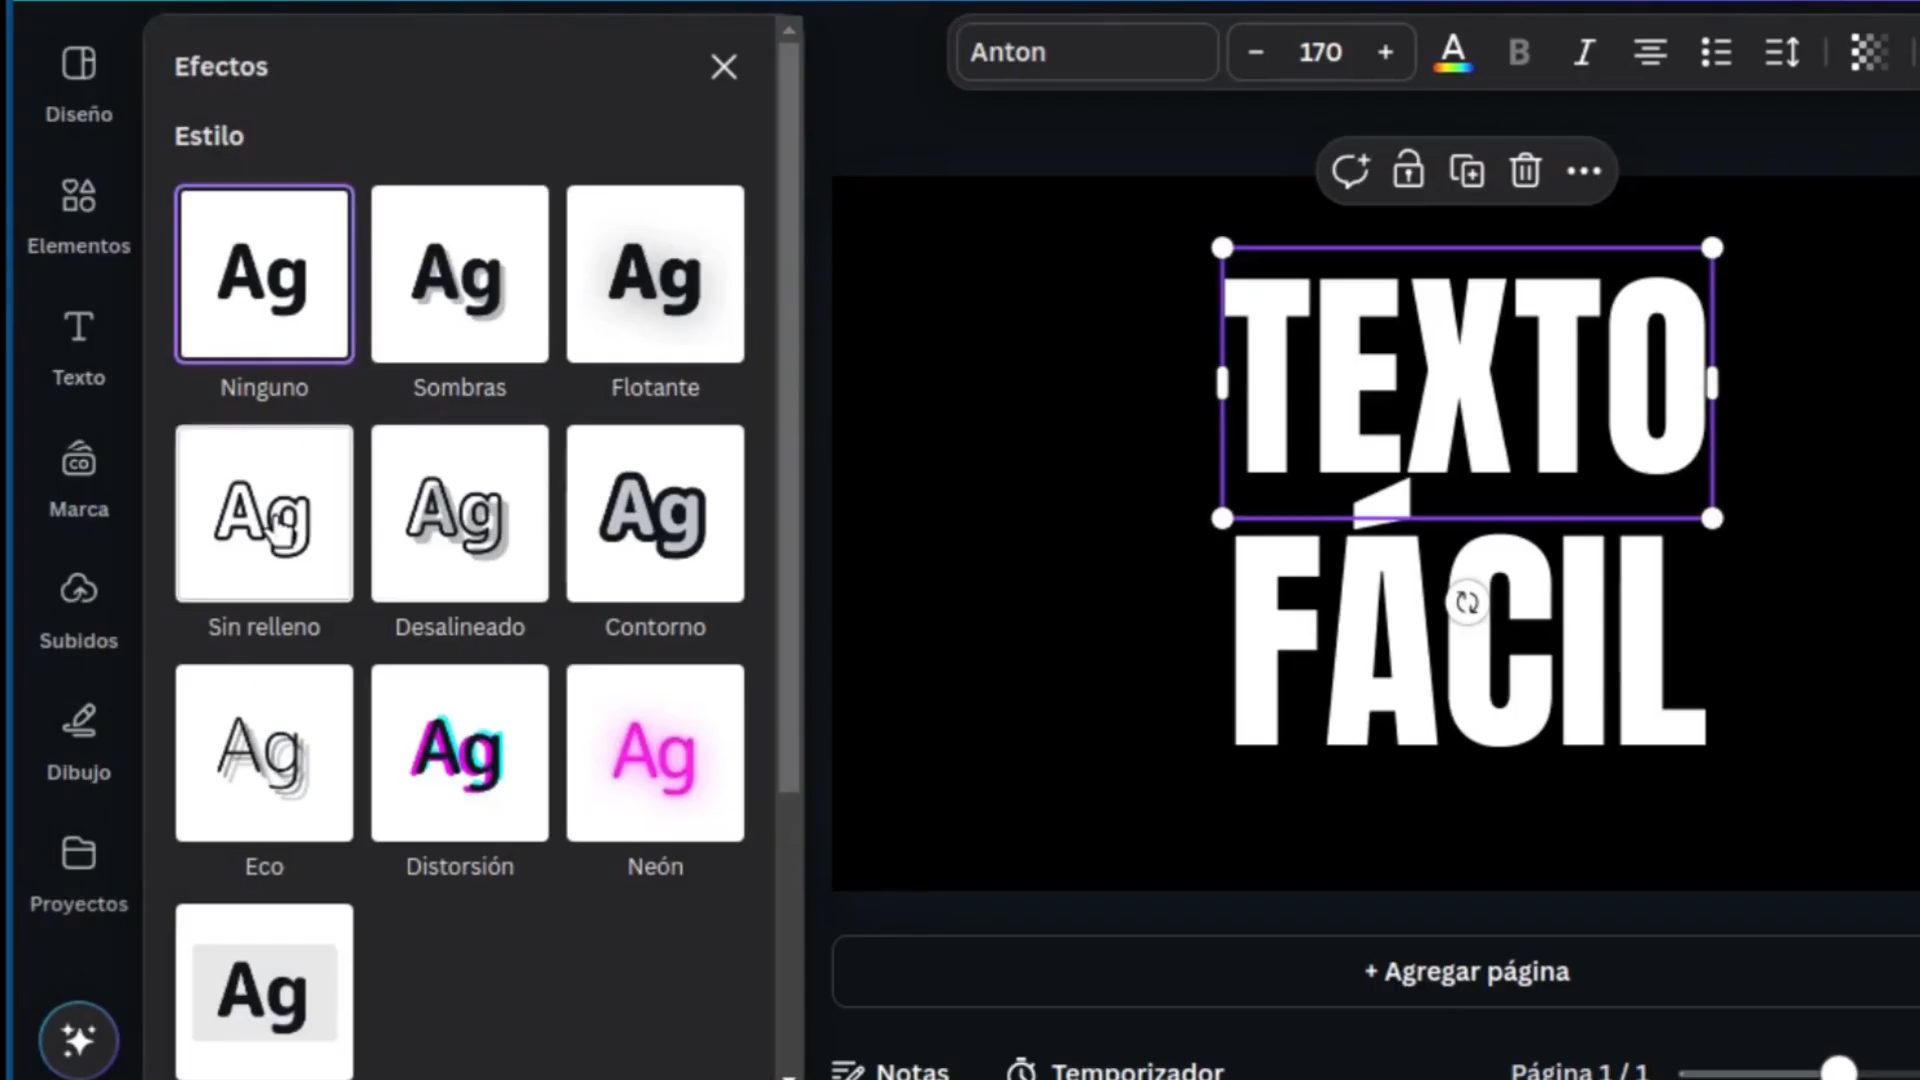 Diseño
Elementos
Texto
CO
Marca
Subidos
Dibujo
Proyectos
Efectos
Estilo
Ag Ag Ag
Ninguno Sombras Flotante
Ag Ag Ag
Sin relleno Desalineado Contorno
Ag Ag Ag
Eco Distorsión Neón
Ag
Anton − 170 + A B I
TEXTO
FÁCIL
+ Agregar página
Notas Temporizador Página 1 / 1